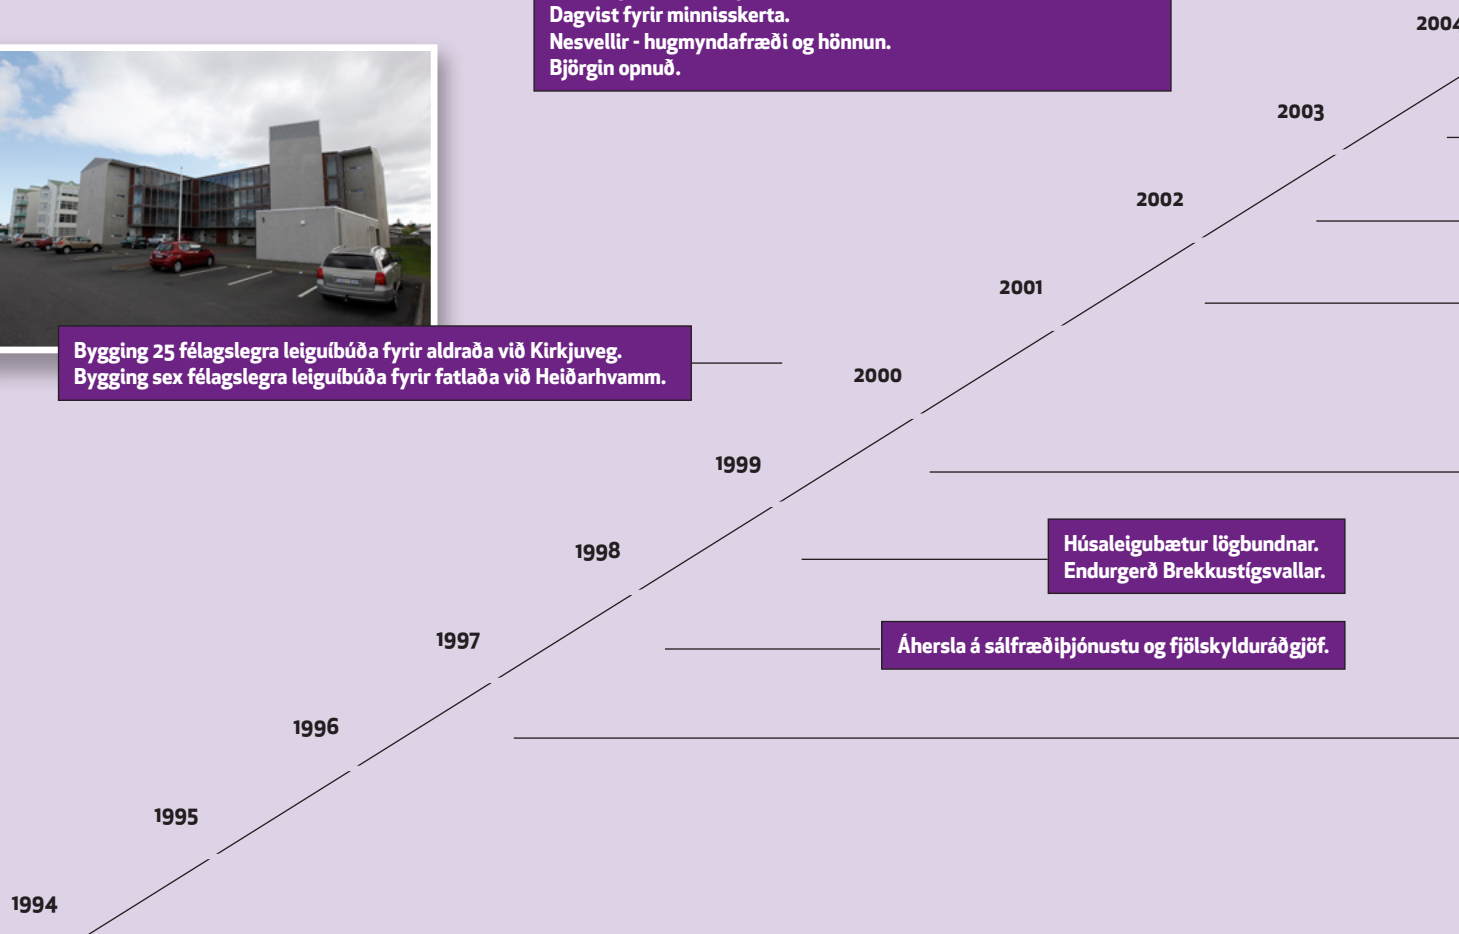 Dagvist fyrir minnisskerta.
Nesvellir - hugmyndafræði og hönnun.
Björgin opnuð.
2004
2003
2002
2001
Bygging 25 félagslegra leiguíbúða fyrir aldraða við Kirkjuveg.
Bygging sex félagslegra leiguíbúða fyrir fatlaða við Heiðarhvamm.
2000
1999
1998
Húsaleigubætur lögbundnar.
Endurgerð Brekkustígsvallar.
1997
Áhersla á sálfræðiþjónustu og fjölskylduráðgjöf.
1996
1995
1994